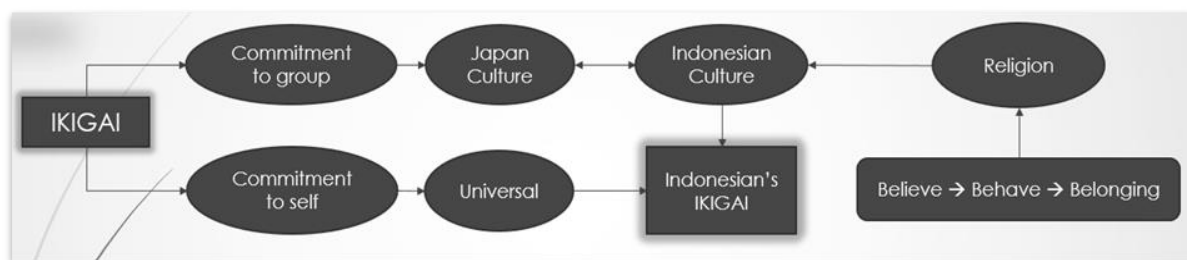 IKIGAI
Commitment
to group
Japan
Culture
Indonesian
Culture
Religion
Commitment
to self
Universal
Indonesian's
IKIGAI
Believe → Behave → Belonging